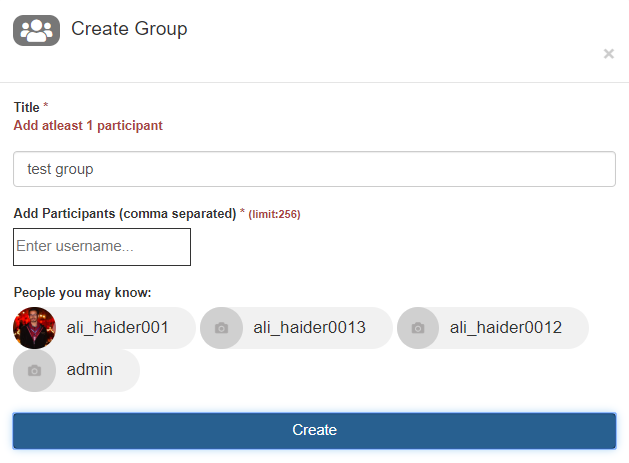 Create Group
×
Title *
Add atleast 1 participant
test group
Add Participants (comma separated) * (limit:256)
Enter username...
People you may know:
ali_haider001 ali_haider0013 ali_haider0012
admin
Create